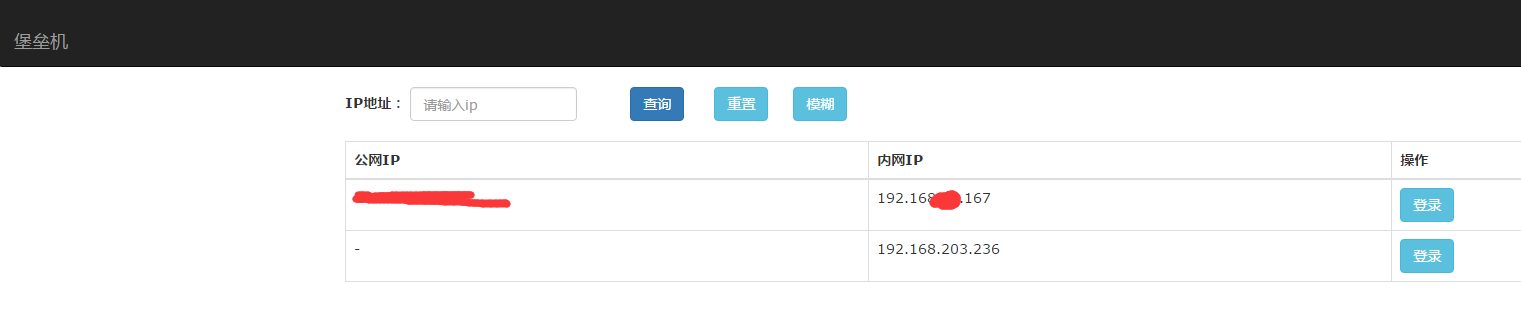 堡垒机
IP地址： 请输入ip 查询 重置 模糊
公网IP 内网IP 操作
192.168 .167 登录
- 192.168.203.236 登录